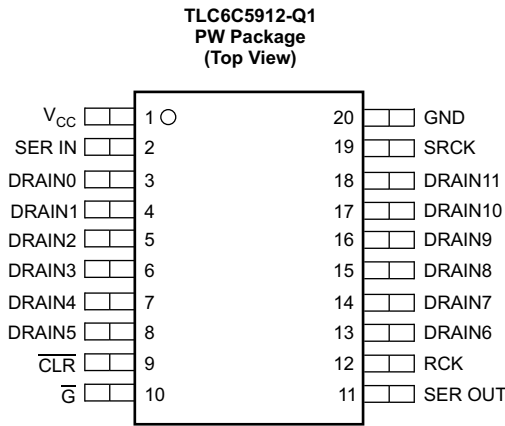 TLC6C5912-Q1
PW Package
(Top View)
V_CC 1 20 GND
SER IN 2 19 SRCK
DRAIN0 3 18 DRAIN11
DRAIN1 4 17 DRAIN10
DRAIN2 5 16 DRAIN9
DRAIN3 6 15 DRAIN8
DRAIN4 7 14 DRAIN7
DRAIN5 8 13 DRAIN6
C̅L̅R̅ 9 12 RCK
G̅ 10 11 SER OUT